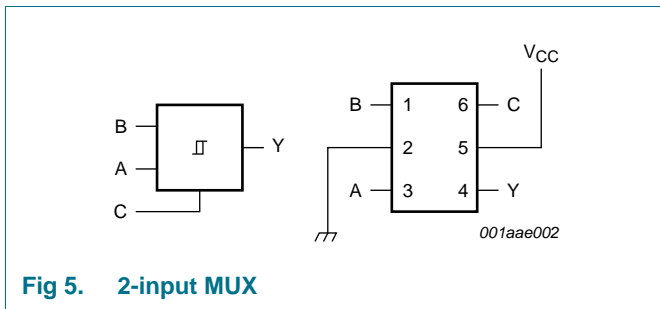 VCC
B
A
C
Y
B 1 6 C
2 5
A 3 4 Y
001aae002
Fig 5. 2-input MUX